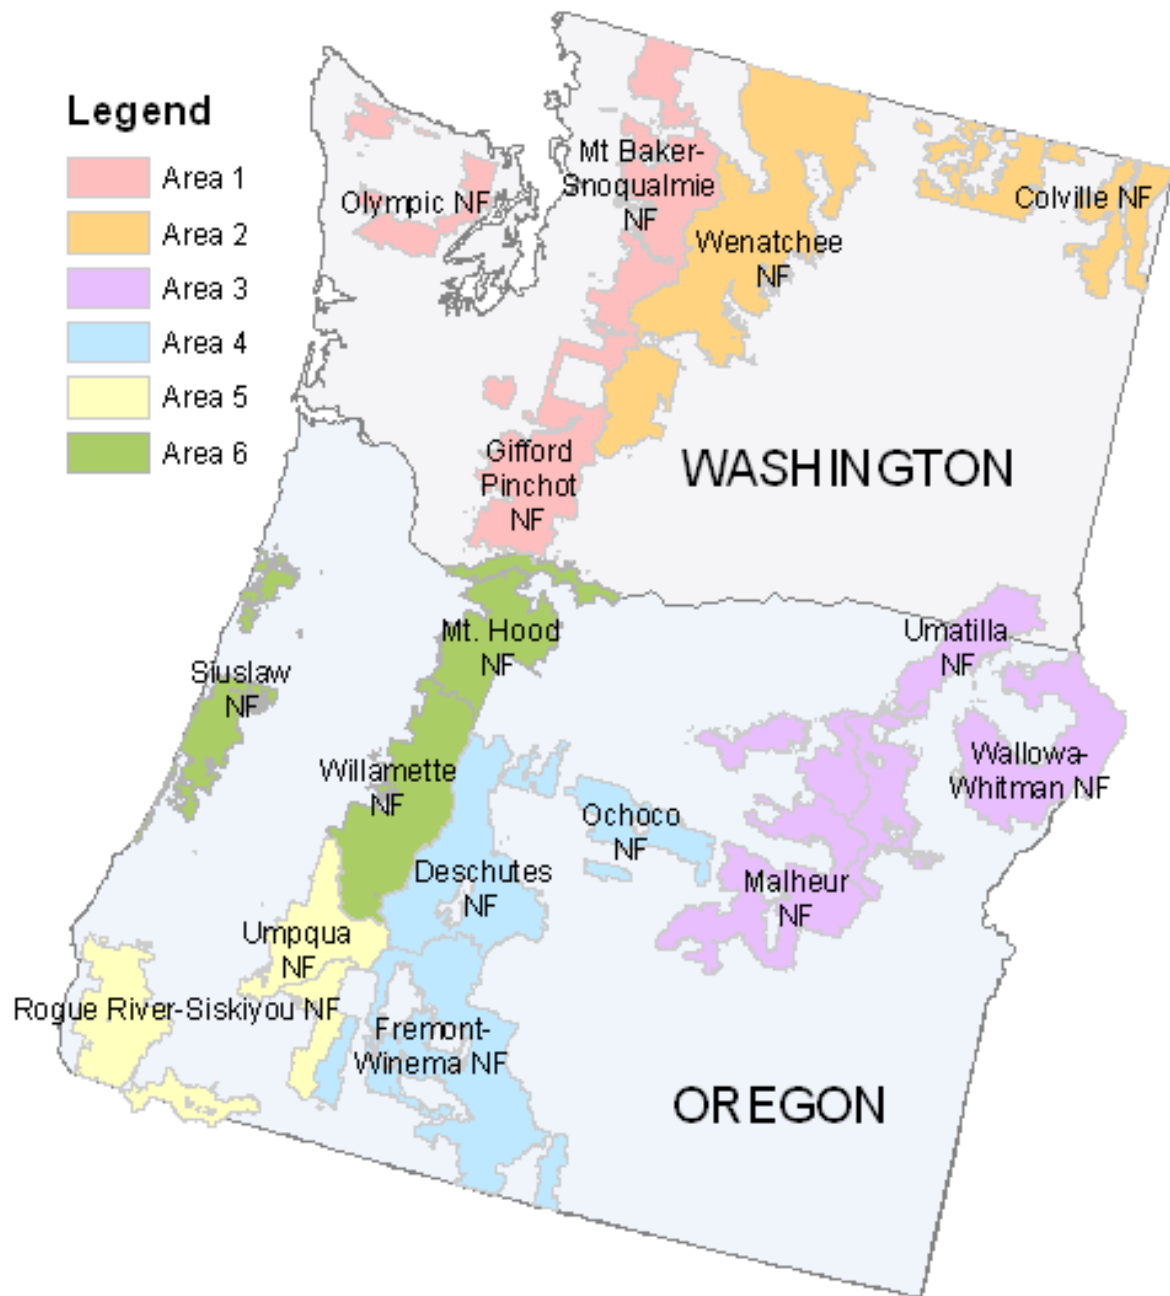 Legend
Area 1
Area 2
Area 3
Area 4
Area 5
Area 6
Olympic NF
Mt Baker-
Snoqualmie
NF
Wenatchee
NF
Colville NF
Gifford
Pinchot
NF
WASHINGTON
Mt. Hood
NF
Umatilla
NF
Siuslaw
NF
Wallowa-
Whitman NF
Willamette
NF
Ochoco
NF
Deschutes
NF
Malheur
NF
Umpqua
NF
Rogue River-Siskiyou NF
Fremont-
Winema NF
OREGON